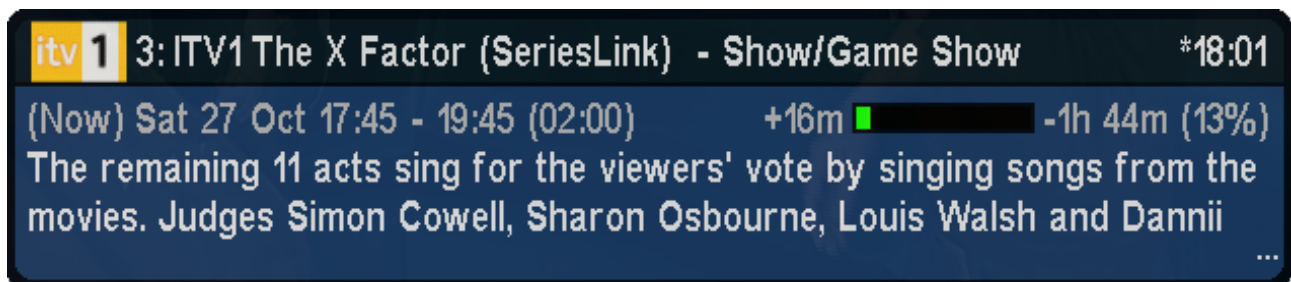 itv 1 3: ITV1 The X Factor (SeriesLink) - Show/Game Show *18:01
(Now) Sat 27 Oct 17:45 - 19:45 (02:00) +16m -1h 44m (13%)
The remaining 11 acts sing for the viewers' vote by singing songs from the
movies. Judges Simon Cowell, Sharon Osbourne, Louis Walsh and Dannii
...